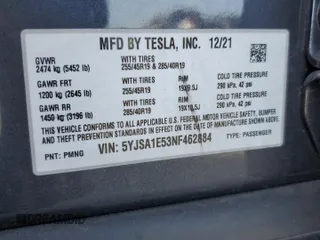 MFD BY TESLA, INC. 12/21
GVWR
2474 kg (5452 lb)
WITH TIRES
255/45R19 & 285/40R19
GAWR FRT
1200 kg (2645 lb)
WITH TIRES
255/45R19
RIM
19X9.5J
COLD TIRE PRESSURE
290 kPa, 42 psi
GAWR RR
1450 kg (3196 lb)
WITH TIRES
285/40R19
RIM
19X10.5J
COLD TIRE PRESSURE
290 kPa, 42 psi
THIS VEHICLE CONFORMS TO ALL APPLICABLE
U.S. FEDERAL MOTOR VEHICLE SAFETY, BUMPER
AND THEFT PREVENTION STANDARDS IN EFFECT ON
THE DATE OF MANUFACTURE SHOWN ABOVE.
PNT: PMNG
TYPE: PASSENGER
VIN: 5YJSA1E53NF462884